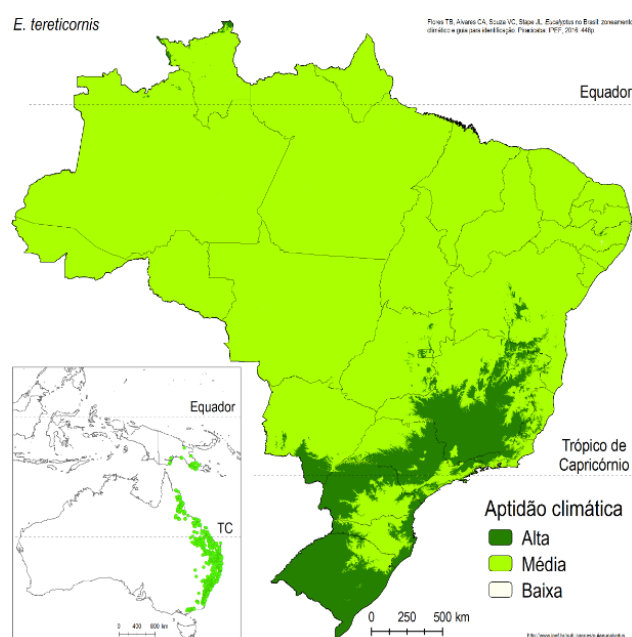 E. tereticornis
Flores TB, Alvares CA, Souza VC, Stape JL. Eucalyptus no Brasil: zoneamento
climático e guia para identificação. Piracicaba: IPEF, 2016. 448p.
Equador
Equador
Trópico de
Capricórnio
TC
Aptidão climática
Alta
Média
Baixa
0 400 800 km
0 250 500 km